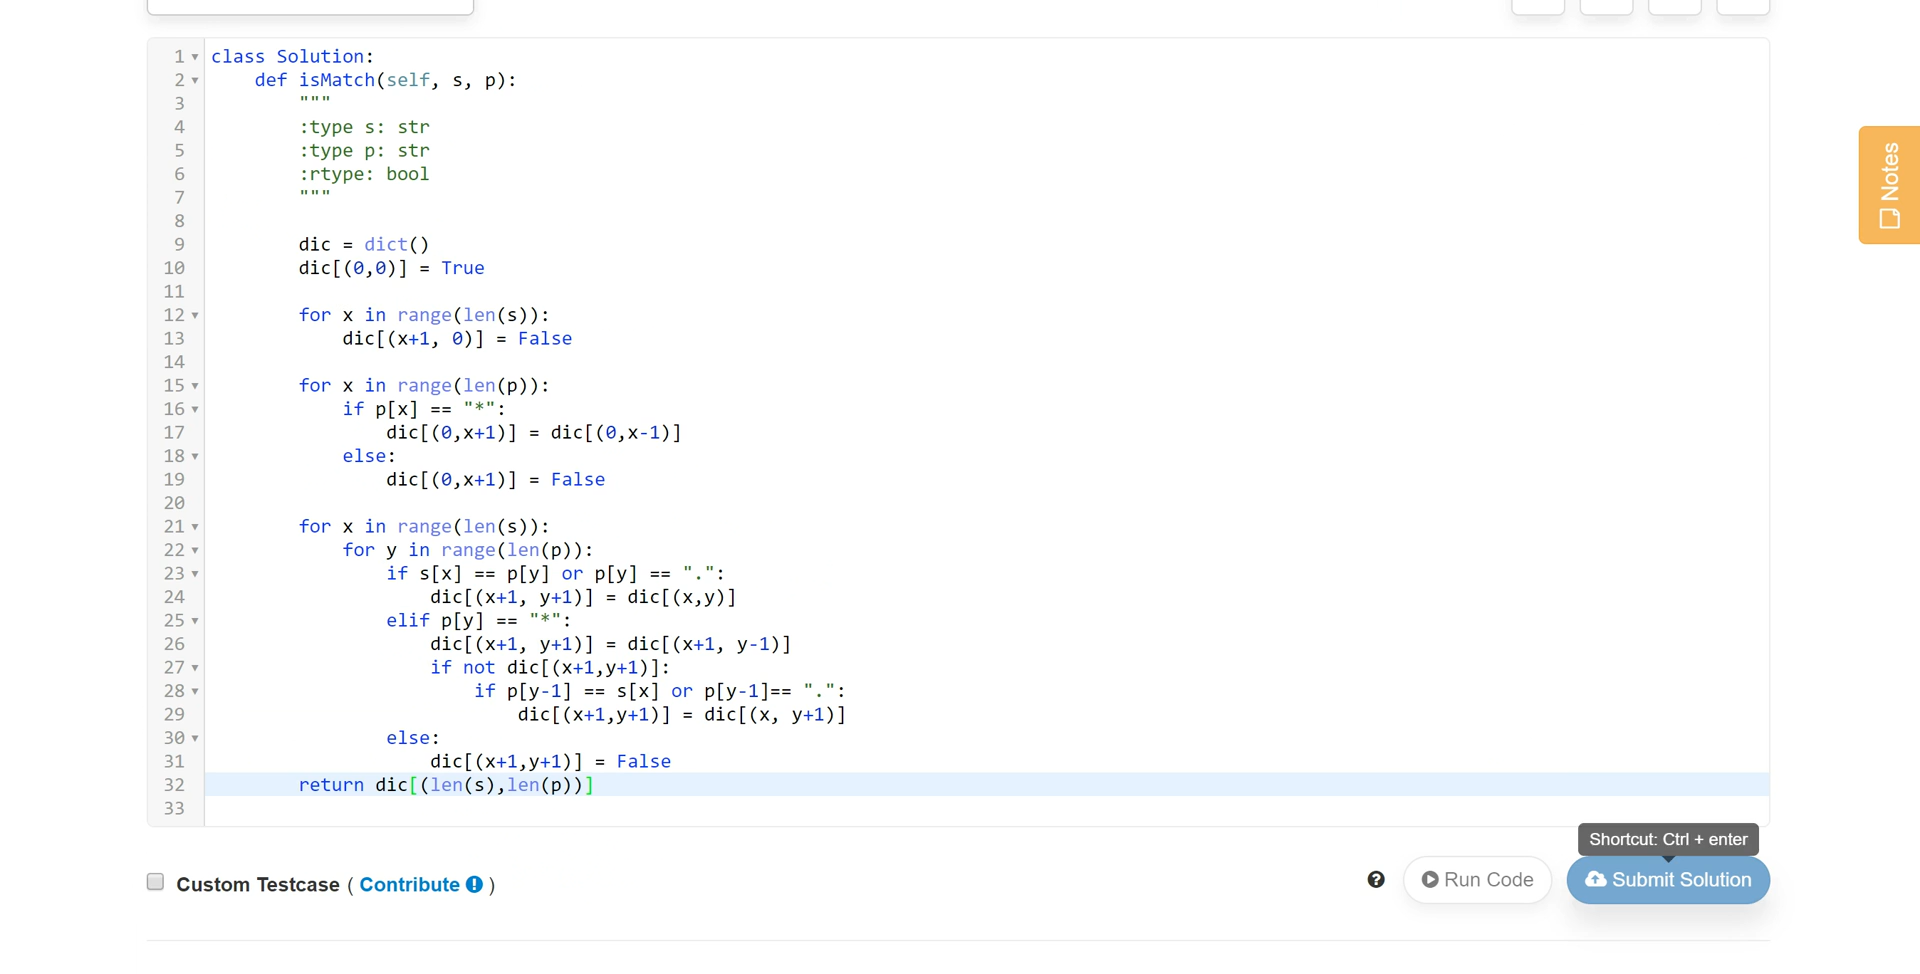 1 class Solution:
2     def isMatch(self, s, p):
3         """
4         :type s: str
5         :type p: str
6         :rtype: bool
7         """
8
9         dic = dict()
10         dic[(0,0)] = True
11
12         for x in range(len(s)):
13             dic[(x+1, 0)] = False
14
15         for x in range(len(p)):
16             if p[x] == "*":
17                 dic[(0,x+1)] = dic[(0,x-1)]
18             else:
19                 dic[(0,x+1)] = False
20
21         for x in range(len(s)):
22             for y in range(len(p)):
23                 if s[x] == p[y] or p[y] == ".":
24                     dic[(x+1, y+1)] = dic[(x,y)]
25                 elif p[y] == "*":
26                     dic[(x+1, y+1)] = dic[(x+1, y-1)]
27                     if not dic[(x+1,y+1)]:
28                         if p[y-1] == s[x] or p[y-1]== ".":
29                             dic[(x+1,y+1)] = dic[(x, y+1)]
30                 else:
31                     dic[(x+1,y+1)] = False
32         return dic[(len(s),len(p))]
33
Notes
Shortcut: Ctrl + enter
Custom Testcase ( Contribute ! )
? Run Code Submit Solution